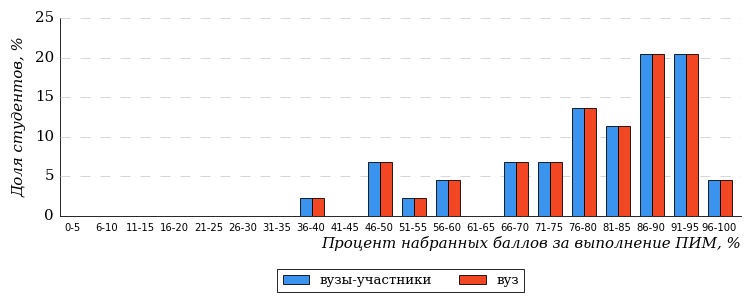 25
20
15
10
5
0
Доля студентов, %
0-5 6-10 11-15 16-20 21-25 26-30 31-35 36-40 41-45 46-50 51-55 56-60 61-65 66-70 71-75 76-80 81-85 86-90 91-95 96-100
Процент набранных баллов за выполнение ПИМ, %
вузы-участники вуз